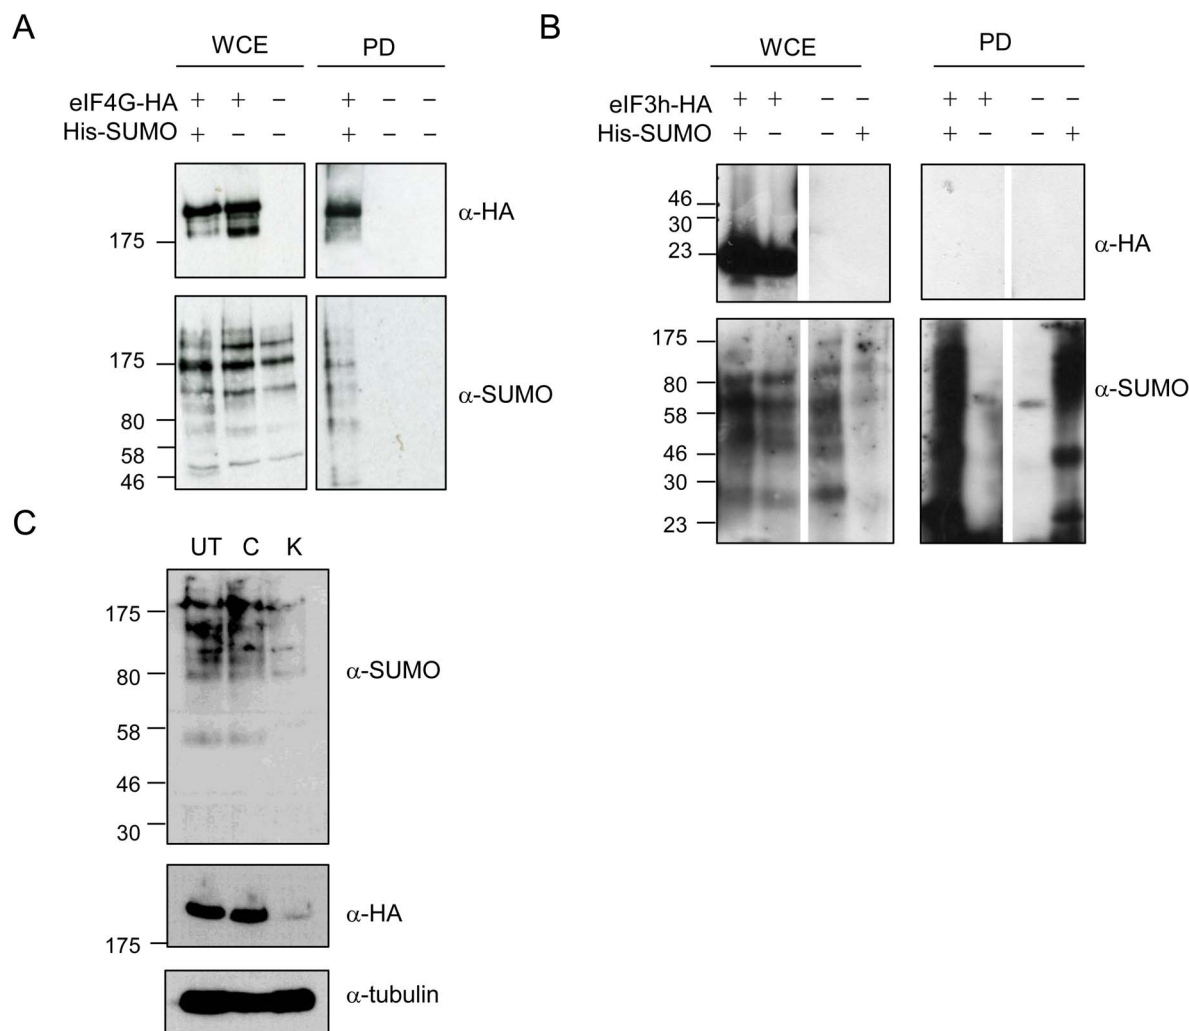 A
WCE PD
eIF4G-HA + + − + − −
His-SUMO + − − + − −
175
α-HA
175
80
58
46
α-SUMO
B
WCE PD
eIF3h-HA + + − − + + − −
His-SUMO + − − + + − − +
46
30
23
α-HA
175
80
58
46
30
23
α-SUMO
C
UT C K
175
80
58
46
30
α-SUMO
175
α-HA
α-tubulin